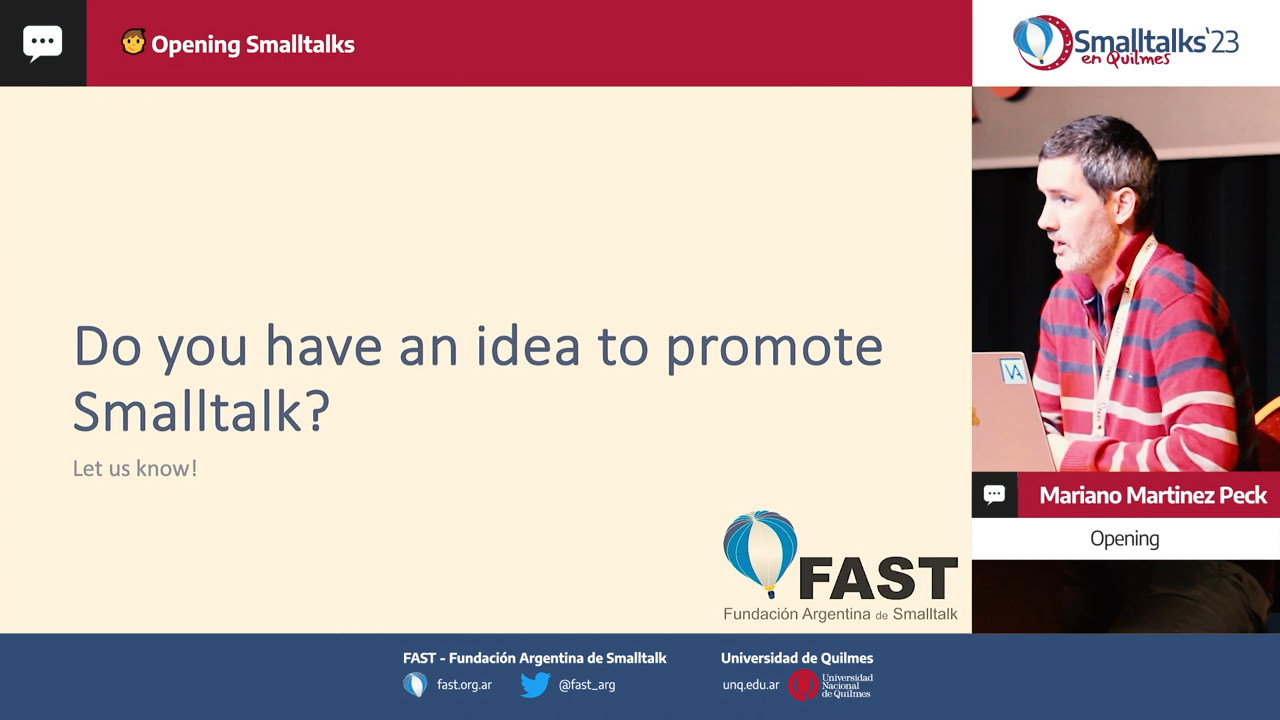 Opening Smalltalks
Smalltalks'23
en Quilmes
Do you have an idea to promote
Smalltalk?
Let us know!
FAST
Fundación Argentina de Smalltalk
VA
Mariano Martinez Peck
Opening
FAST - Fundación Argentina de Smalltalk
fast.org.ar
@fast_arg
Universidad de Quilmes
unq.edu.ar
Universidad
Nacional
de Quilmes